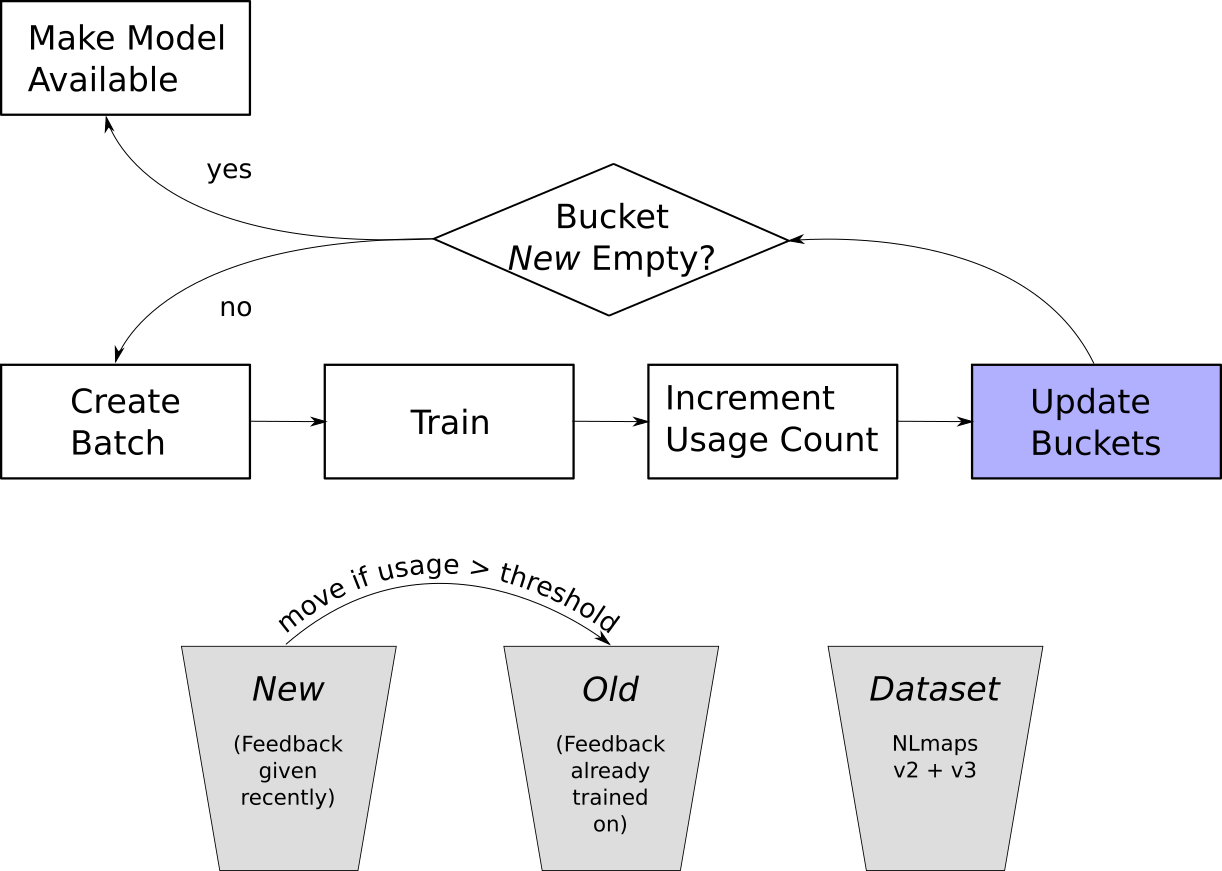 Make Model
Available
yes
Bucket
New Empty?
no
Create
Batch
Train
Increment
Usage Count
Update
Buckets
move if usage > threshold
New
(Feedback
given
recently)
Old
(Feedback
already
trained
on)
Dataset
NLmaps
v2 + v3